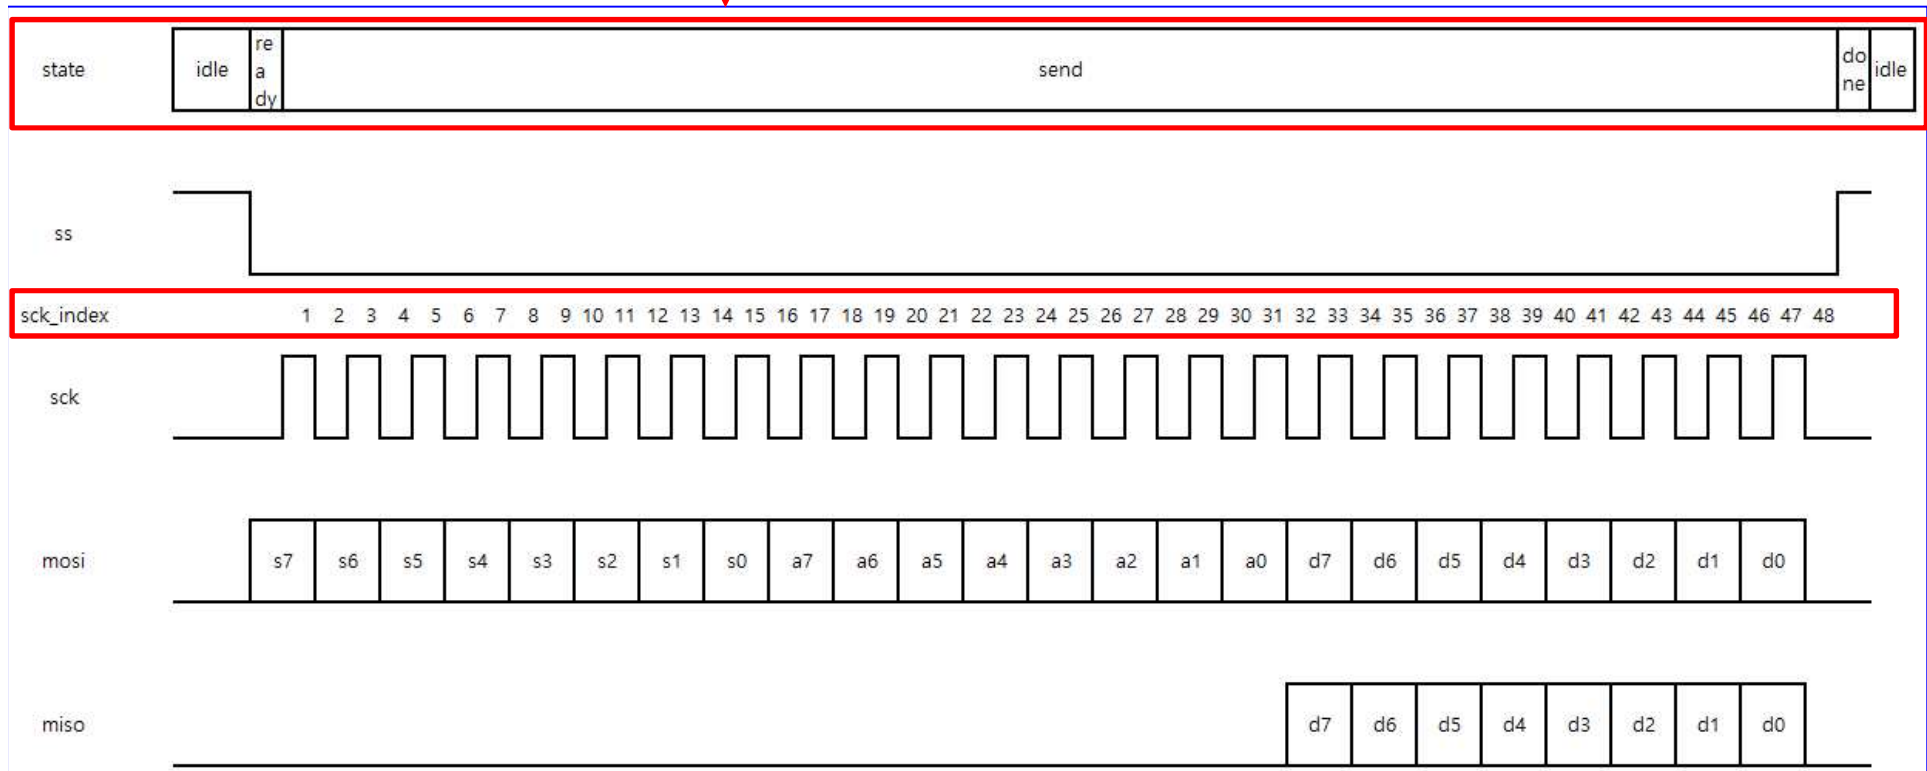 state idle re a dy send do ne idle
ss
sck_index 1 2 3 4 5 6 7 8 9 10 11 12 13 14 15 16 17 18 19 20 21 22 23 24 25 26 27 28 29 30 31 32 33 34 35 36 37 38 39 40 41 42 43 44 45 46 47 48
sck
mosi s7 s6 s5 s4 s3 s2 s1 s0 a7 a6 a5 a4 a3 a2 a1 a0 d7 d6 d5 d4 d3 d2 d1 d0
miso d7 d6 d5 d4 d3 d2 d1 d0